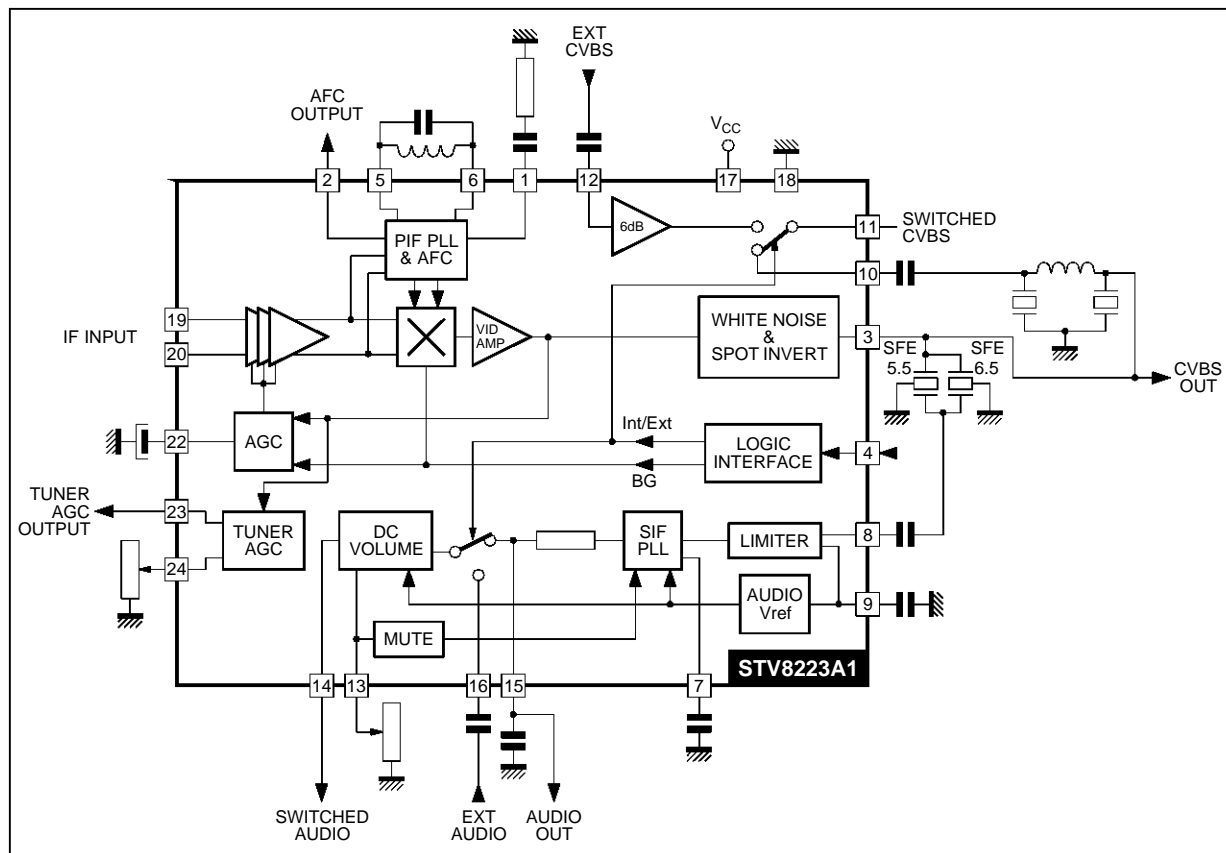 EXT
CVBS
AFC
OUTPUT
VCC
2
5
6
1
12
17
18
6dB
11
SWITCHED
CVBS
PIF PLL
& AFC
10
19
IF INPUT
20
VID
AMP
WHITE NOISE
&
SPOT INVERT
3
SFE
5.5
SFE
6.5
CVBS
OUT
22
AGC
Int/Ext
BG
LOGIC
INTERFACE
4
TUNER
AGC
OUTPUT
23
TUNER
AGC
24
DC
VOLUME
SIF
PLL
LIMITER
8
AUDIO
Vref
9
MUTE
STV8223A1
14
13
16
15
7
SWITCHED
AUDIO
EXT
AUDIO
AUDIO
OUT